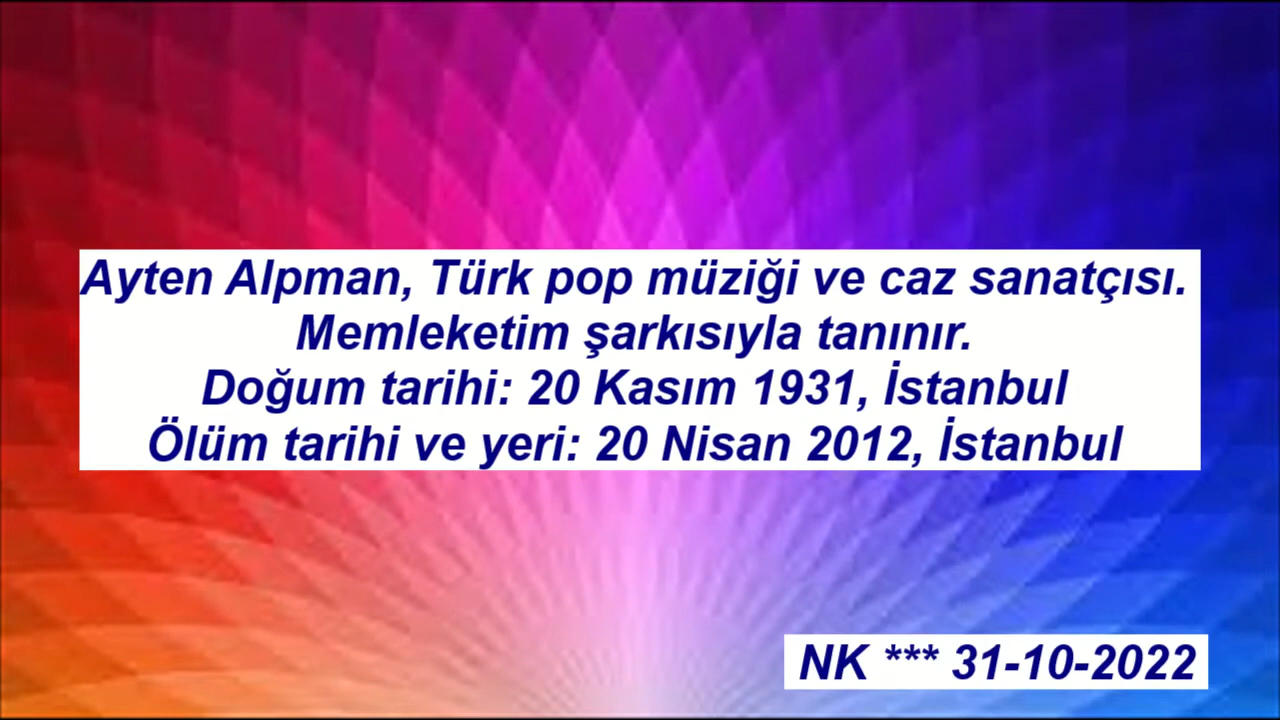 Ayten Alpman, Türk pop müziği ve caz sanatçısı.
Memleketim şarkısıyla tanınır.
Doğum tarihi: 20 Kasım 1931, İstanbul
Ölüm tarihi ve yeri: 20 Nisan 2012, İstanbul
NK *** 31-10-2022